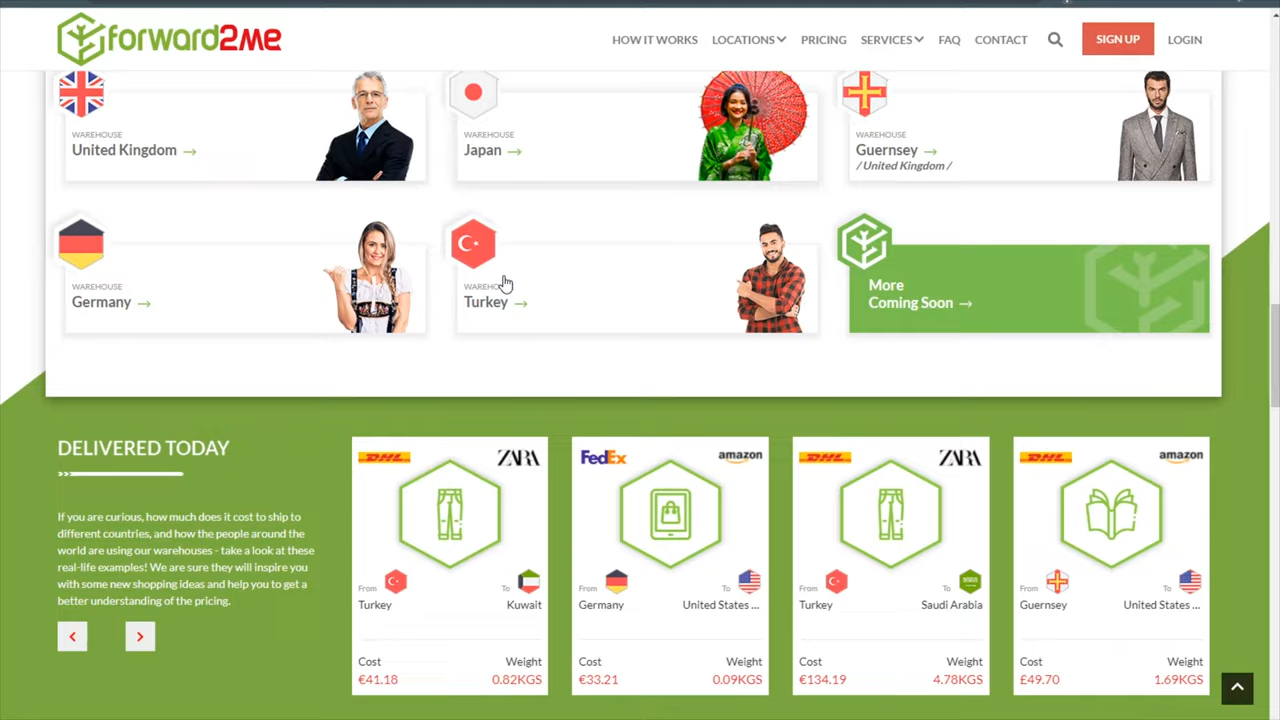 forward2me
HOW IT WORKS
LOCATIONS
PRICING
SERVICES
FAQ
CONTACT
SIGN UP
LOGIN
WAREHOUSE
United Kingdom →
WAREHOUSE
Japan →
WAREHOUSE
Guernsey →
/ United Kingdom /
WAREHOUSE
Germany →
WAREHOUSE
Turkey →
More
Coming Soon →
DELIVERED TODAY
If you are curious, how much does it cost to ship to
different countries, and how the people around the
world are using our warehouses - take a look at these
real-life examples! We are sure they will inspire you
with some new shopping ideas and help you to get a
better understanding of the pricing.
DHL ZARA
From To
Turkey Kuwait
Cost Weight
€41.18 0.82KGS
FedEx amazon
From To
Germany United States ...
Cost Weight
€33.21 0.09KGS
DHL ZARA
From To
Turkey Saudi Arabia
Cost Weight
€134.19 4.78KGS
DHL amazon
From To
Guernsey United States ...
Cost Weight
£49.70 1.69KGS